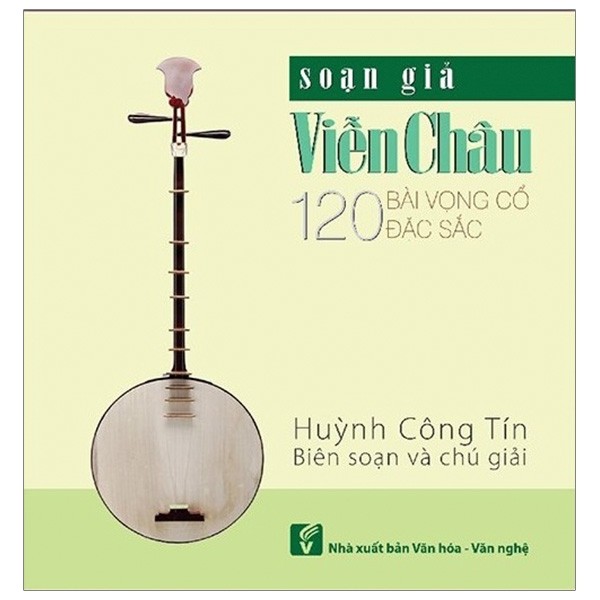 soạn giả
Viễn Châu
120 BÀI VỌNG CỔ
ĐẶC SẮC
Huỳnh Công Tín
Biên soạn và chú giải
Nhà xuất bản Văn hóa - Văn nghệ